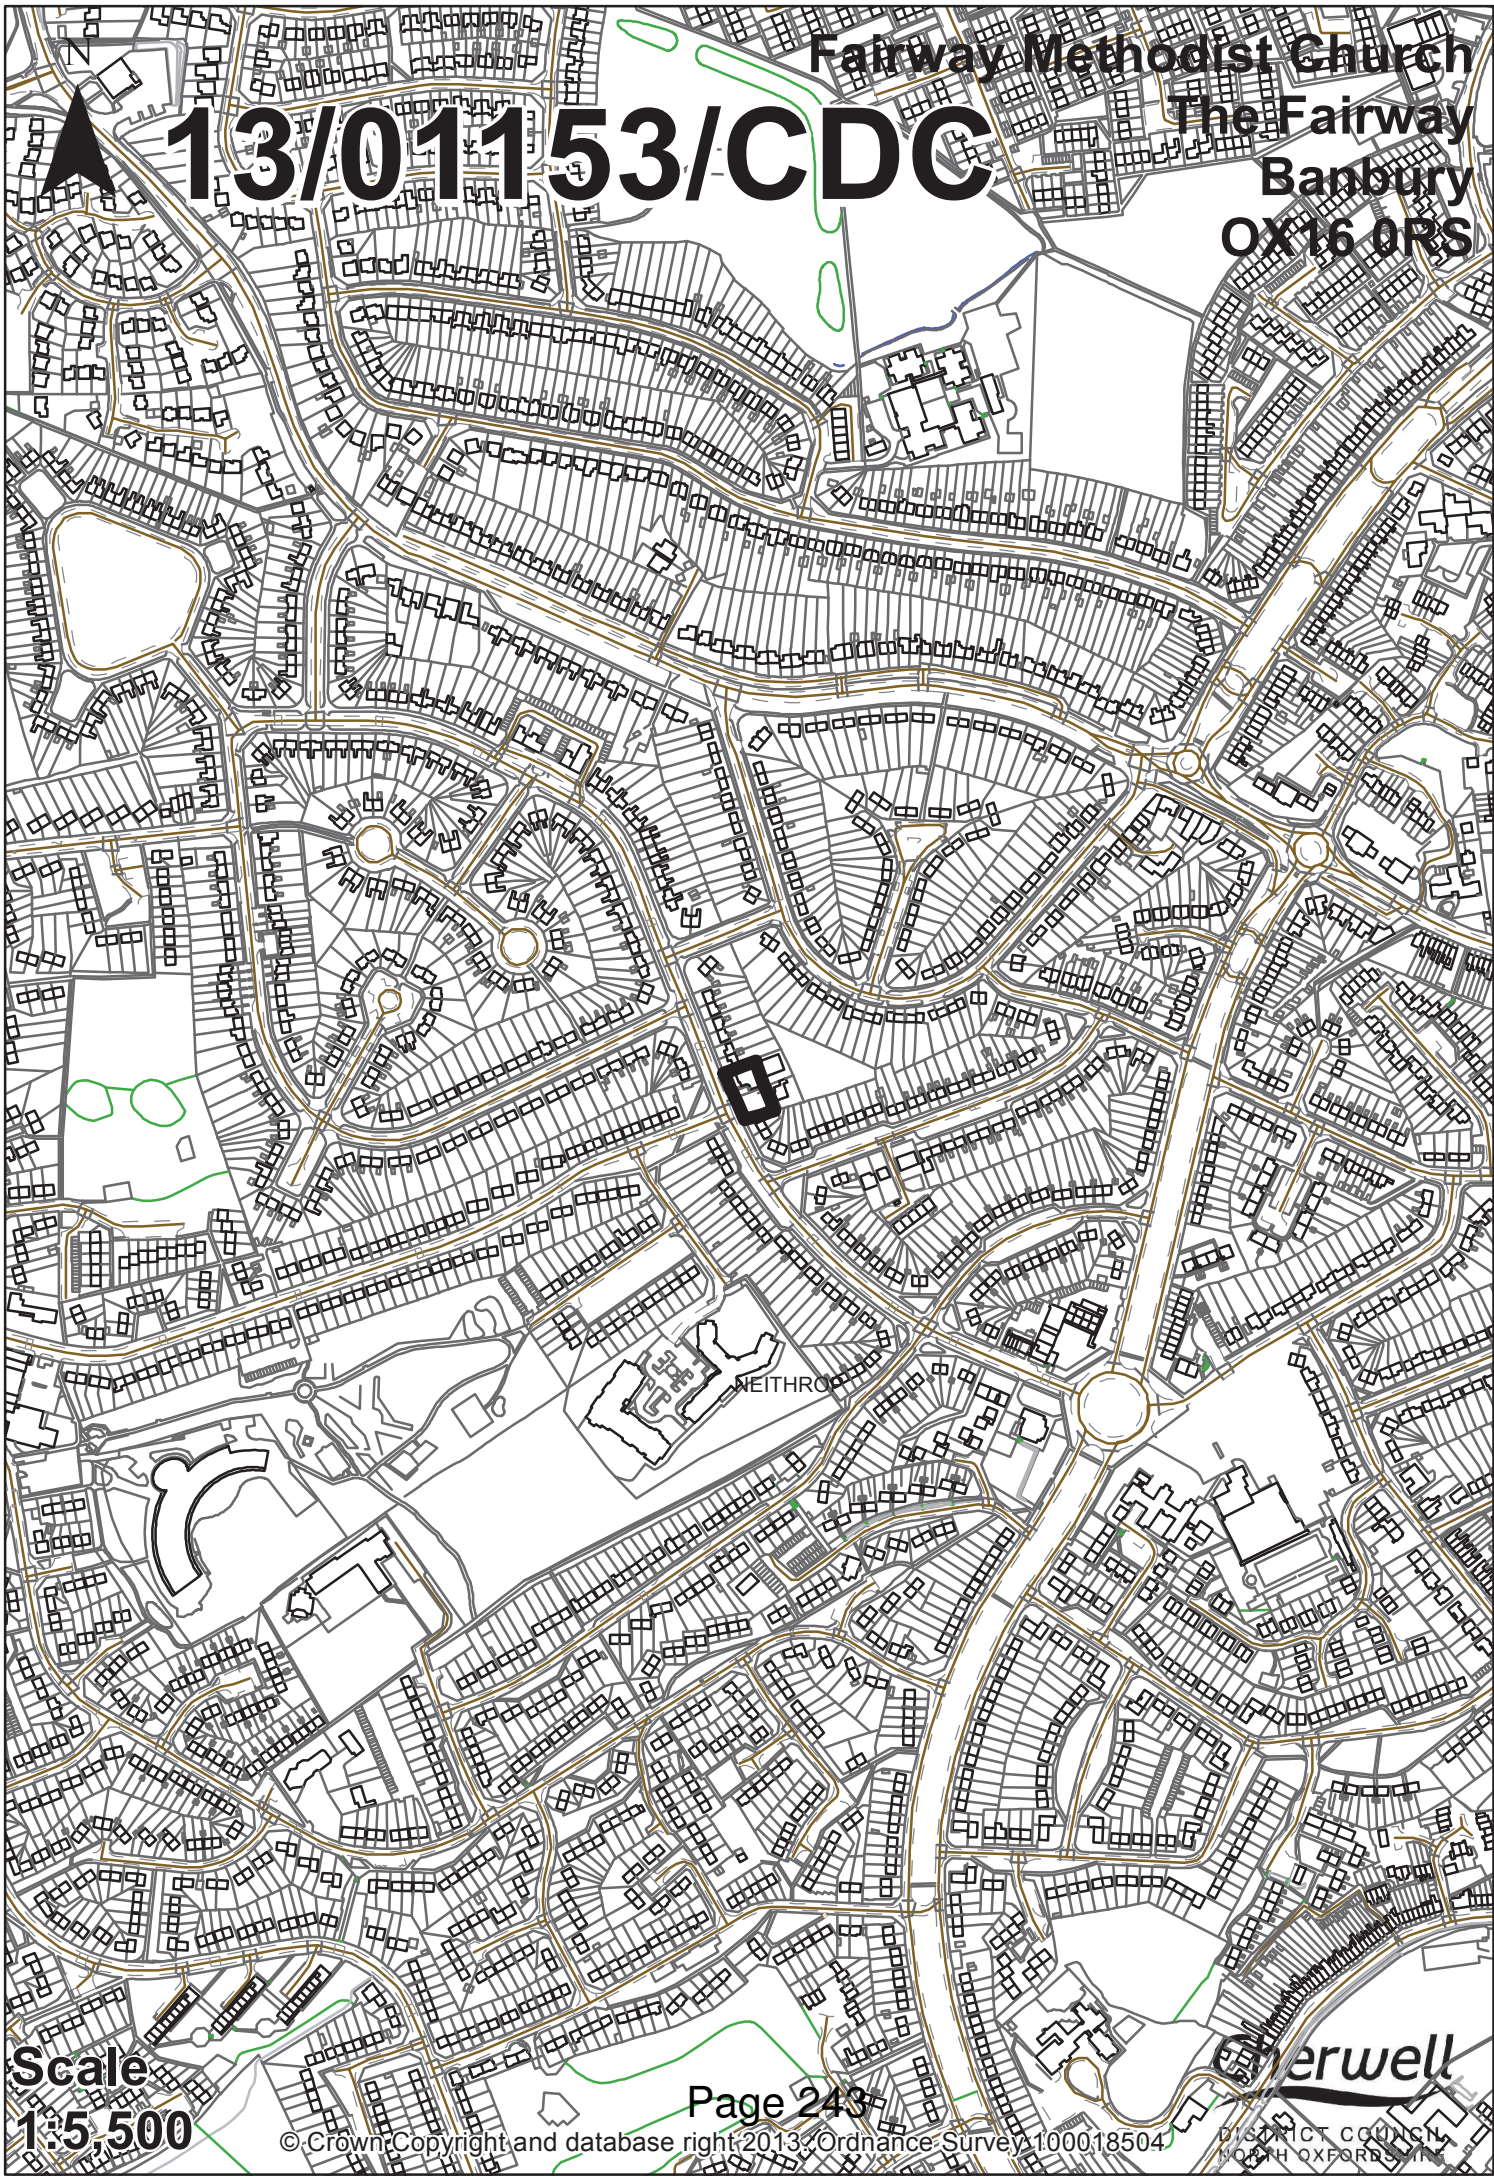 N
Fairway Methodist Church
13/01153/CDC
The Fairway
Banbury
OX16 0RS
NEITHROP
Scale
1:5,500
Page 243
© Crown Copyright and database right 2013. Ordnance Survey 100018504
Cherwell
DISTRICT COUNCIL
NORTH OXFORDSHIRE